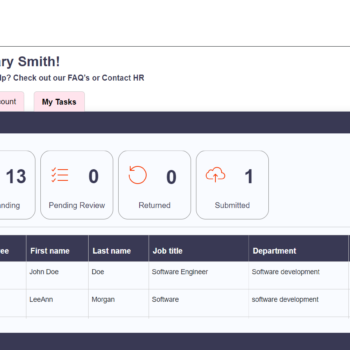 ry Smith!
lp? Check out our FAQ's or Contact HR
ount My Tasks
13 0 0 1
nding Pending Review Returned Submitted
ee First name Last name Job title Department
John Doe Doe Software Engineer Software development
LeeAnn Morgan Software software development